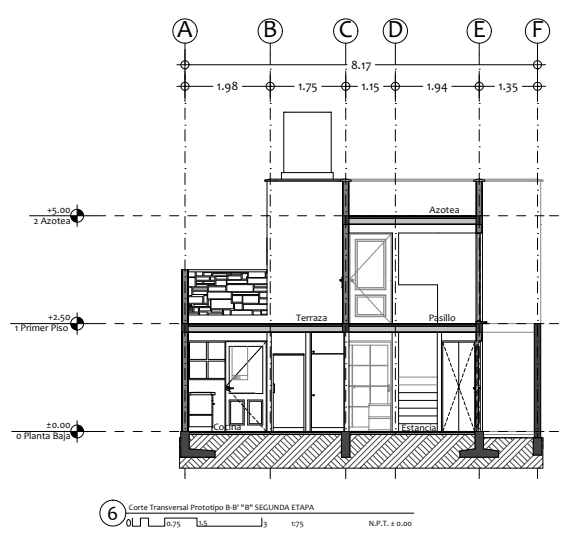 A B C D E F
8.17
1.98 1.75 1.15 1.94 1.35
+5.00
2 Azotea
Azotea
+2.50
1 Primer Piso
Terraza Pasillo
±0.00
0 Planta Baja
Cocina Estancia
6 Corte Transversal Prototipo B-B' "B" SEGUNDA ETAPA
0 0.75 1.5 3 1:75 N.P.T. ± 0.00